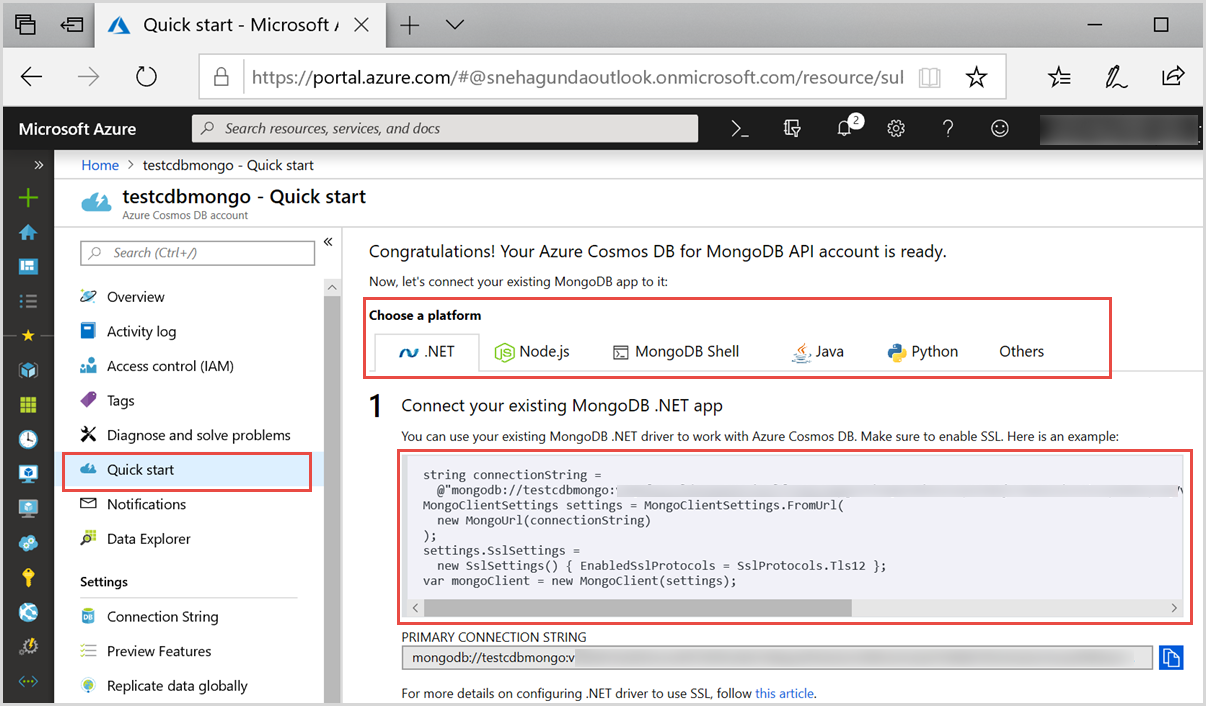 Quick start - Microsoft A
https://portal.azure.com/#@snehagundaoutlook.onmicrosoft.com/resource/sul
Microsoft Azure
Search resources, services, and docs
2
Home > testcdbmongo - Quick start
testcdbmongo - Quick start
Azure Cosmos DB account
Search (Ctrl+/)
Overview
Activity log
Access control (IAM)
Tags
Diagnose and solve problems
Quick start
Notifications
Data Explorer
Settings
Connection String
Preview Features
Replicate data globally
Congratulations! Your Azure Cosmos DB for MongoDB API account is ready.
Now, let's connect your existing MongoDB app to it:
Choose a platform
.NET
Node.js
MongoDB Shell
Java
Python
Others
1 Connect your existing MongoDB .NET app
You can use your existing MongoDB .NET driver to work with Azure Cosmos DB. Make sure to enable SSL. Here is an example:
string connectionString =
@"mongodb://testcdbmongo:
MongoClientSettings settings = MongoClientSettings.FromUrl(
new MongoUrl(connectionString)
);
settings.SslSettings =
new SslSettings() { EnabledSslProtocols = SslProtocols.Tls12 };
var mongoClient = new MongoClient(settings);
PRIMARY CONNECTION STRING
mongodb://testcdbmongo:v
For more details on configuring .NET driver to use SSL, follow this article.